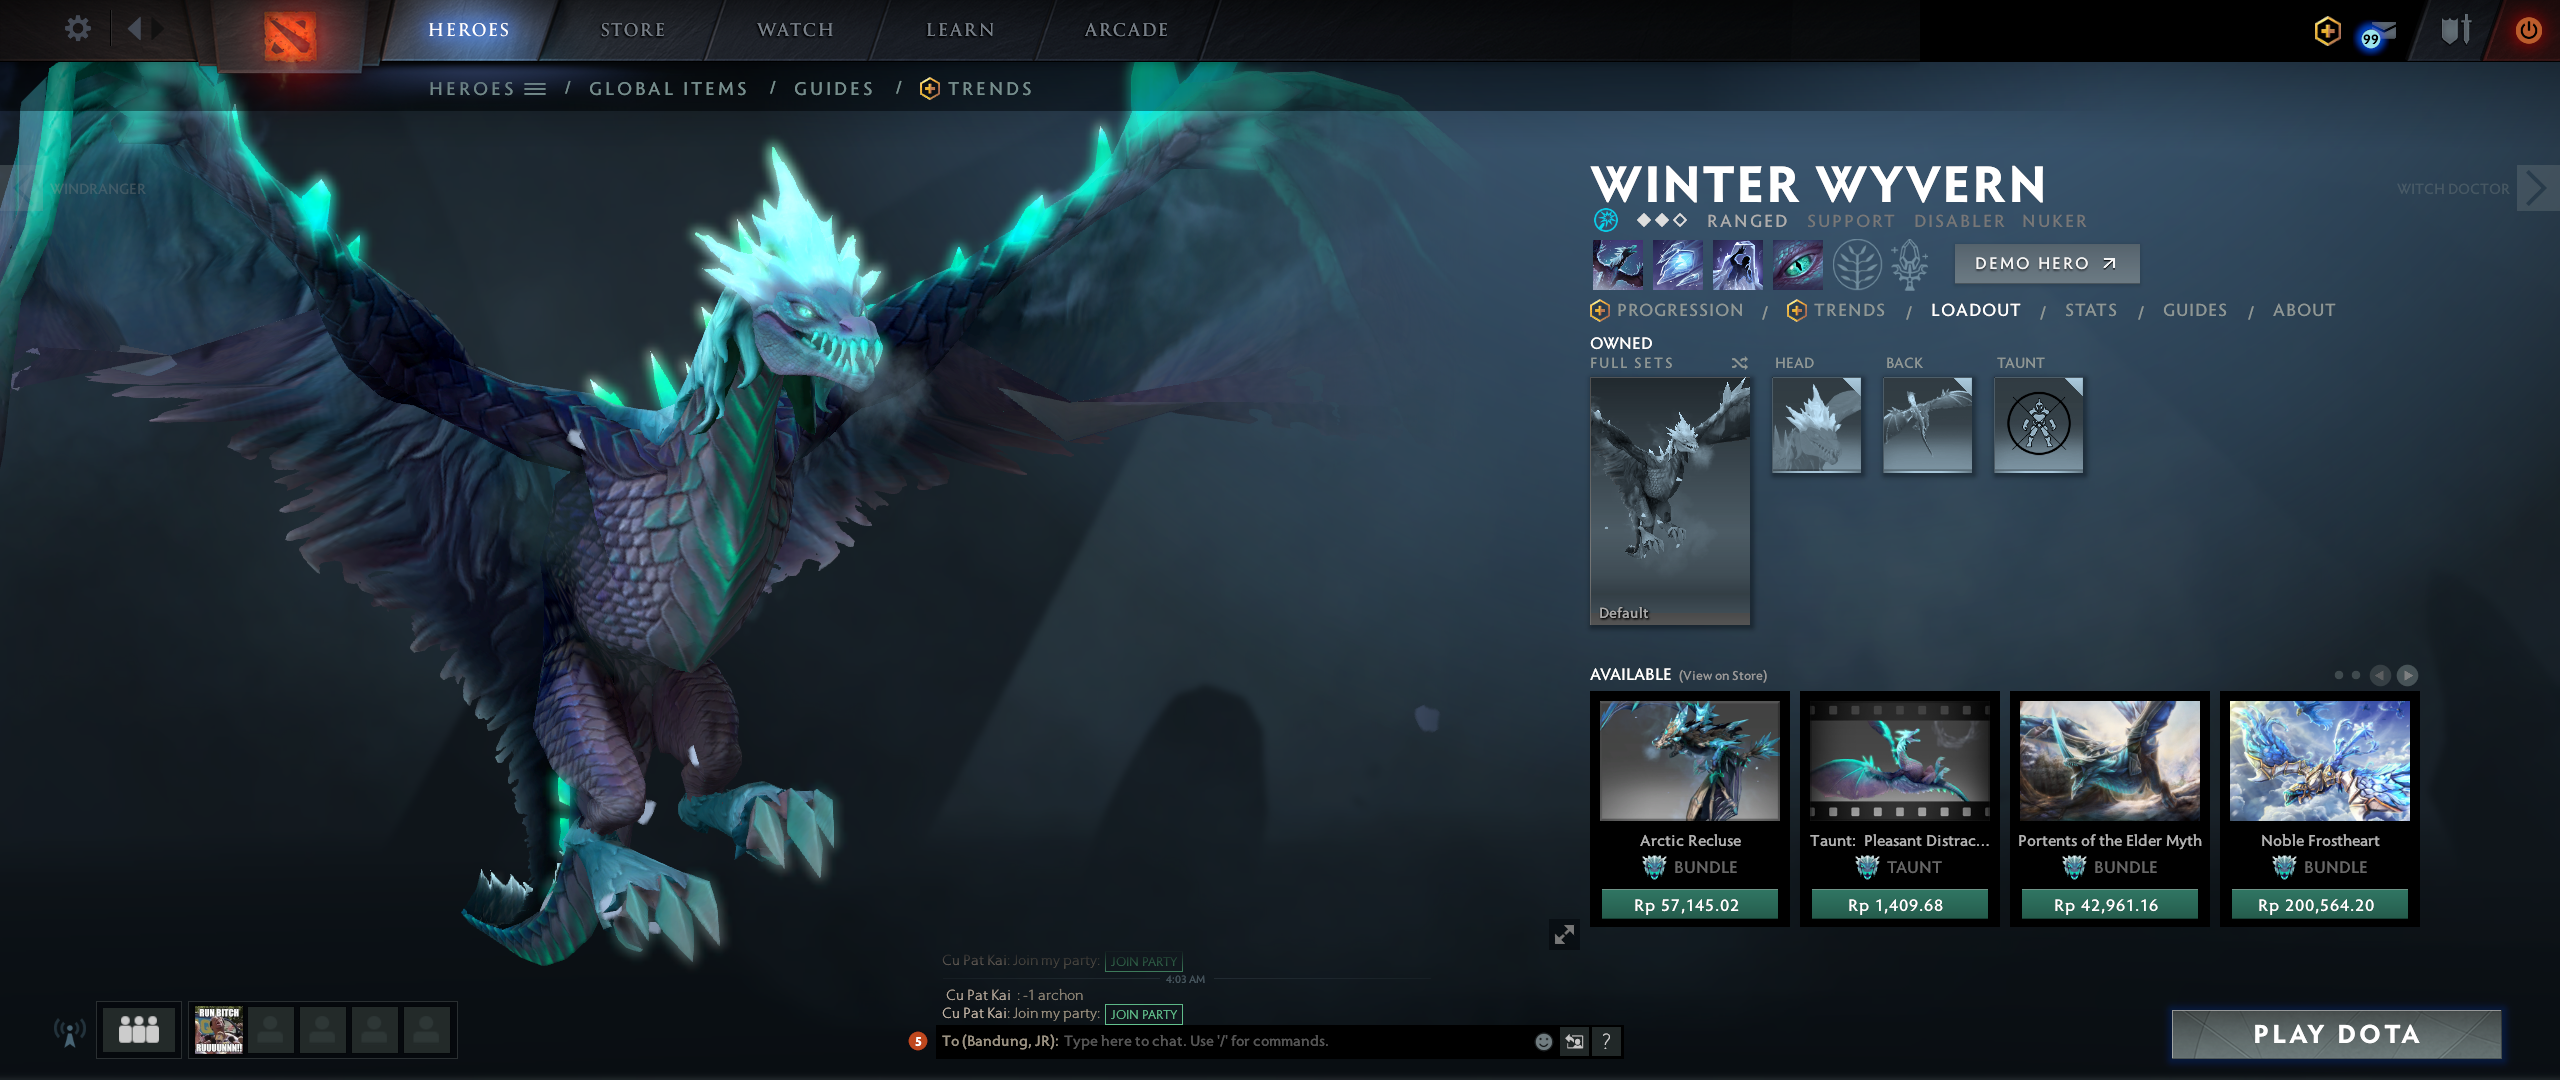 HEROES
STORE
WATCH
LEARN
ARCADE
99
HEROES / GLOBAL ITEMS / GUIDES / TRENDS
WINDRANGER
WITCH DOCTOR
WINTER WYVERN
RANGED SUPPORT DISABLER NUKER
DEMO HERO
PROGRESSION / TRENDS / LOADOUT / STATS / GUIDES / ABOUT
OWNED
FULL SETS
HEAD
BACK
TAUNT
Default
AVAILABLE (View on Store)
Arctic Recluse
BUNDLE
Rp 57,145.02
Taunt: Pleasant Distrac...
TAUNT
Rp 1,409.68
Portents of the Elder Myth
BUNDLE
Rp 42,961.16
Noble Frostheart
BUNDLE
Rp 200,564.20
Cu Pat Kai: Join my party: JOIN PARTY
4:03 AM
Cu Pat Kai : -1 archon
Cu Pat Kai: Join my party: JOIN PARTY
5 To (Bandung, JR): Type here to chat. Use '/' for commands.
?
RUN BITCH
RUUUUNNN!!
PLAY DOTA